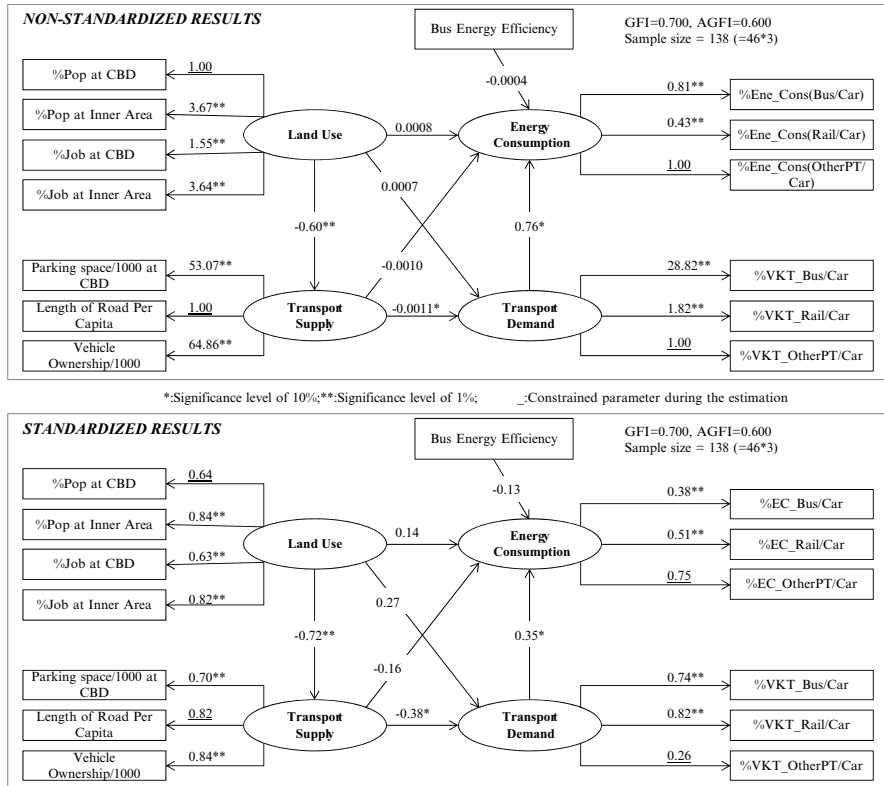 NON-STANDARDIZED RESULTS
Bus Energy Efficiency
GFI=0.700, AGFI=0.600
Sample size = 138 (=46*3)
%Pop at CBD
1.00
%Pop at Inner Area
3.67**
%Job at CBD
1.55**
%Job at Inner Area
3.64**
Land Use
0.0008
-0.0004
Energy
Consumption
0.81**
%Ene_Cons(Bus/Car)
0.43**
%Ene_Cons(Rail/Car)
1.00
%Ene_Cons(OtherPT/
Car)
0.0007
-0.60**
-0.0010
0.76*
Parking space/1000 at
CBD
53.07**
Length of Road Per
Capita
1.00
Vehicle
Ownership/1000
64.86**
Transport
Supply
-0.0011*
Transport
Demand
28.82**
%VKT_Bus/Car
1.82**
%VKT_Rail/Car
1.00
%VKT_OtherPT/Car
*:Significance level of 10%;**:Significance level of 1%; _:Constrained parameter during the estimation
STANDARDIZED RESULTS
Bus Energy Efficiency
GFI=0.700, AGFI=0.600
Sample size = 138 (=46*3)
%Pop at CBD
0.64
%Pop at Inner Area
0.84**
%Job at CBD
0.63**
%Job at Inner Area
0.82**
Land Use
0.14
-0.13
Energy
Consumption
0.38**
%EC_Bus/Car
0.51**
%EC_Rail/Car
0.75
%EC_OtherPT/Car
0.27
-0.72**
-0.16
0.35*
Parking space/1000 at
CBD
0.70**
Length of Road Per
Capita
0.82
Vehicle
Ownership/1000
0.84**
Transport
Supply
-0.38*
Transport
Demand
0.74**
%VKT_Bus/Car
0.82**
%VKT_Rail/Car
0.26
%VKT_OtherPT/Car